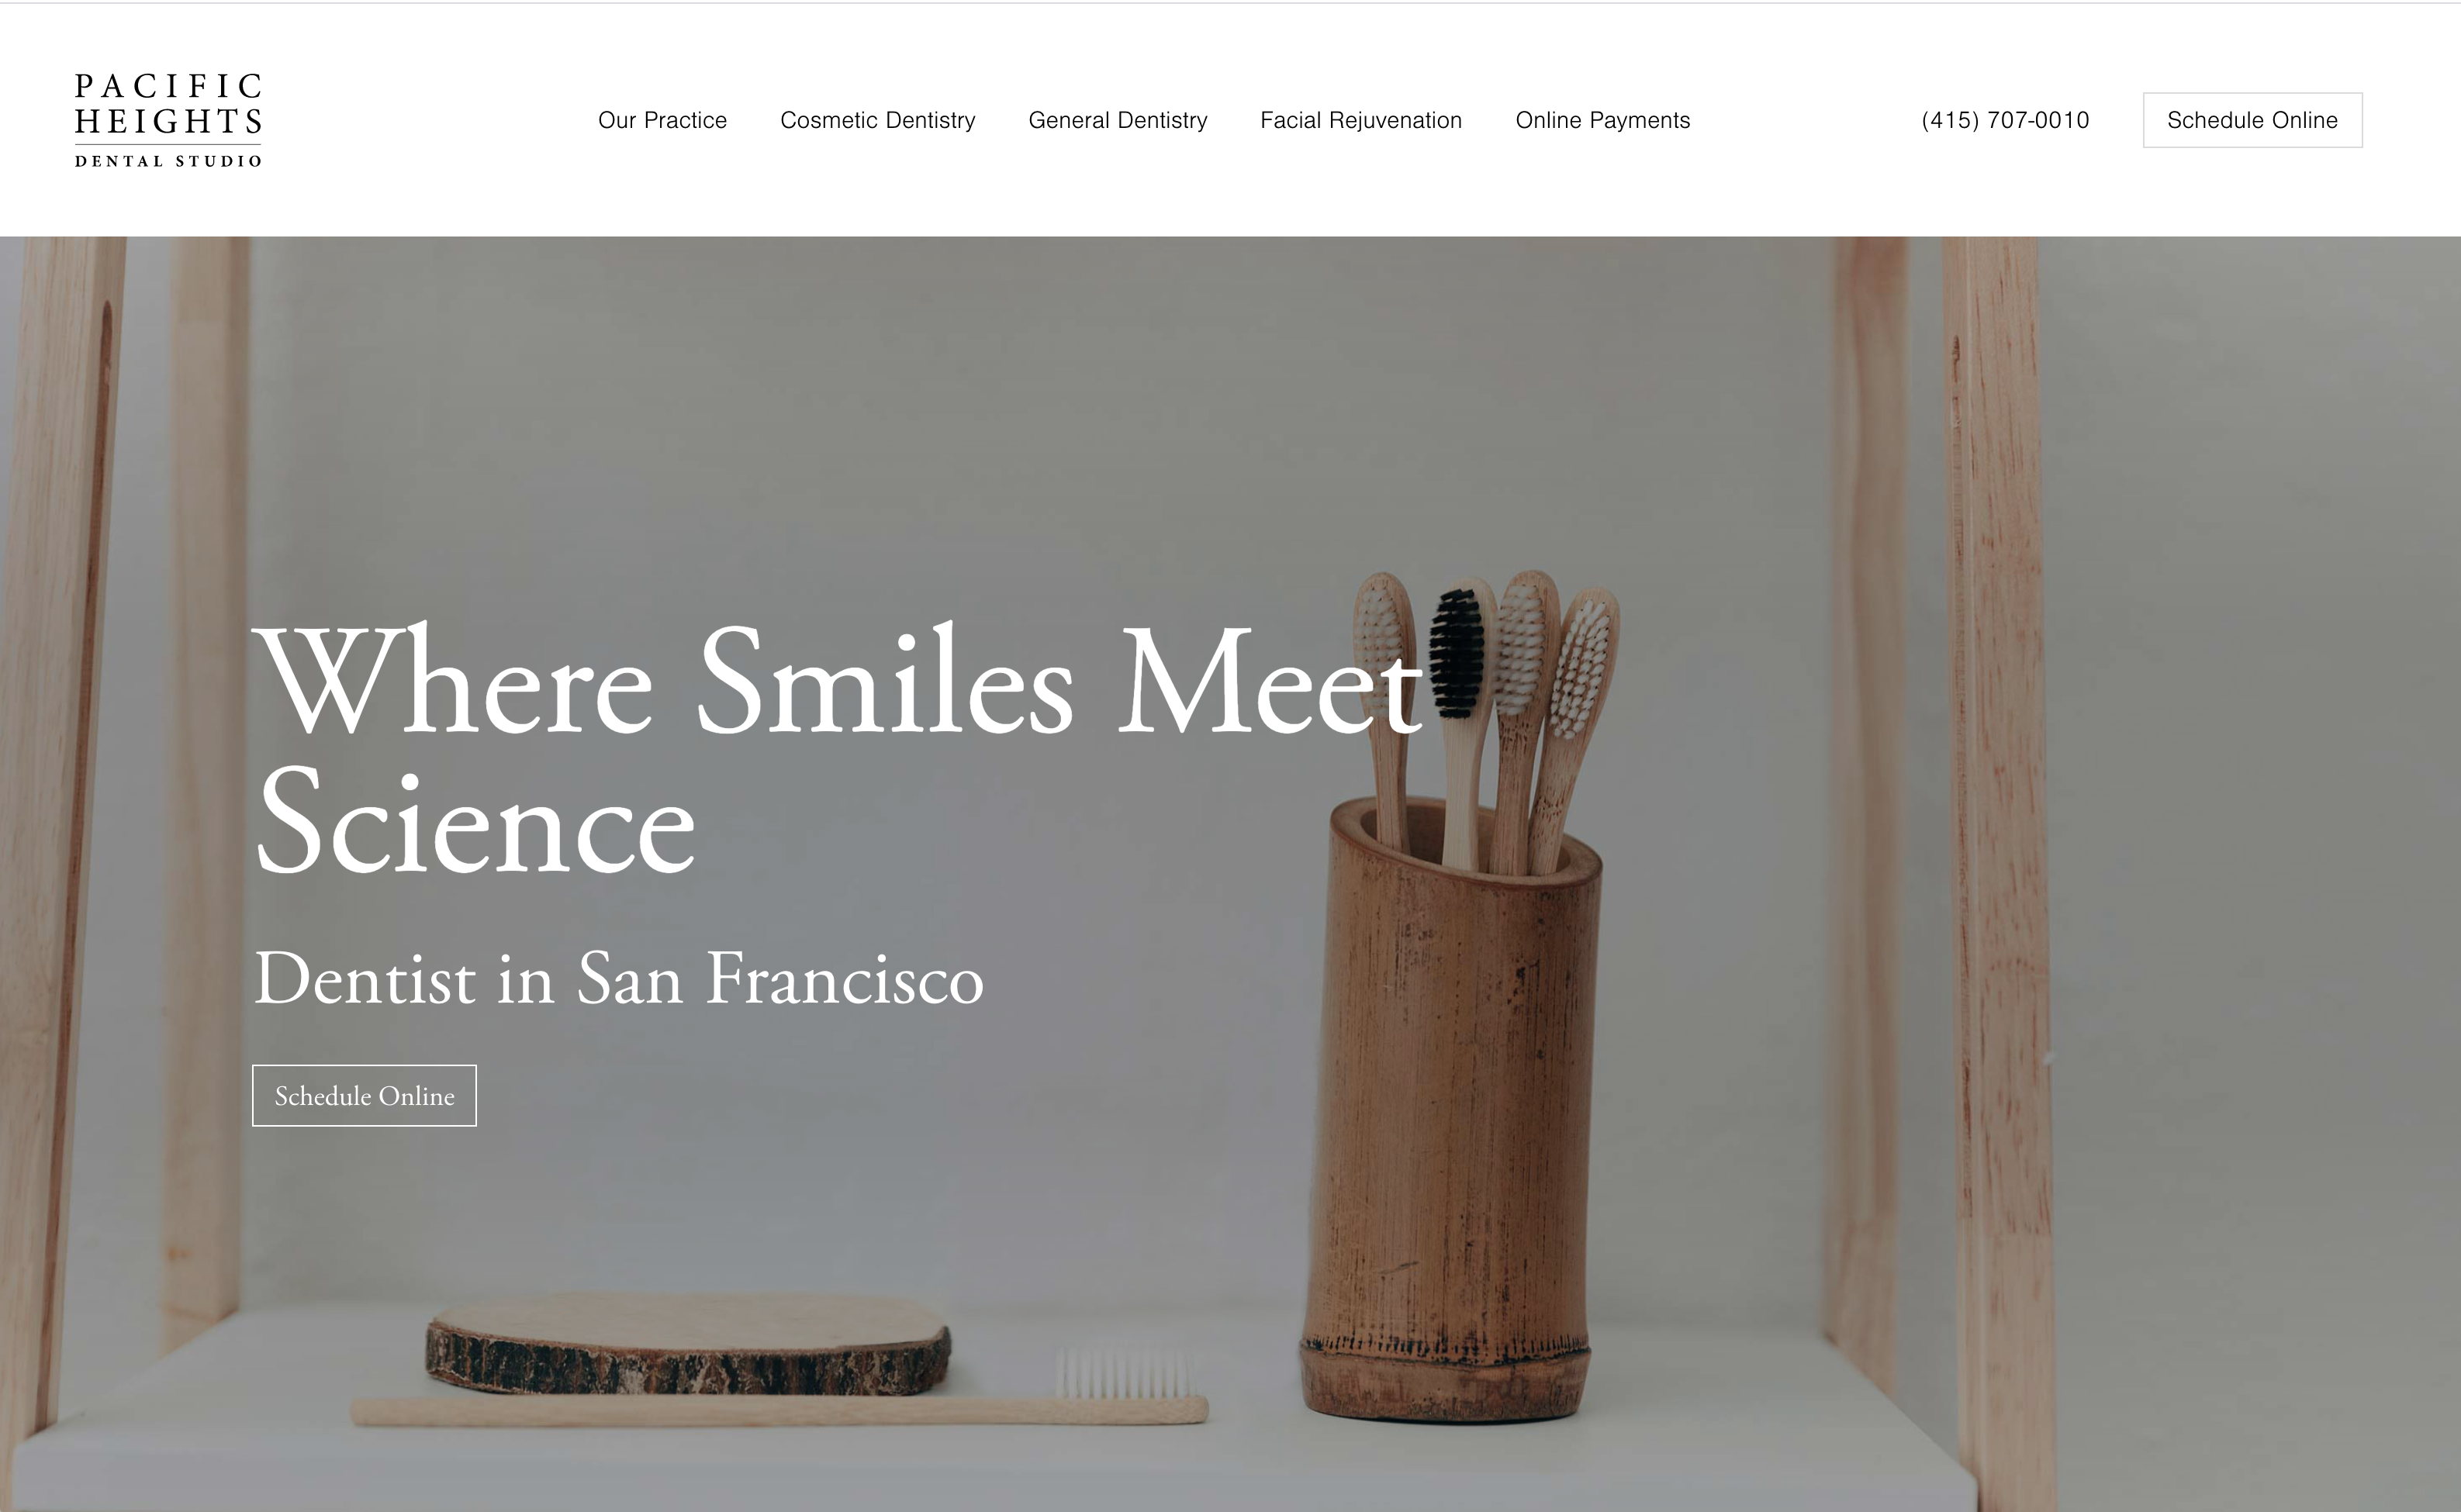 PACIFIC
HEIGHTS
DENTAL STUDIO
Our Practice
Cosmetic Dentistry
General Dentistry
Facial Rejuvenation
Online Payments
(415) 707-0010
Schedule Online
Where Smiles Meet
Science
Dentist in San Francisco
Schedule Online